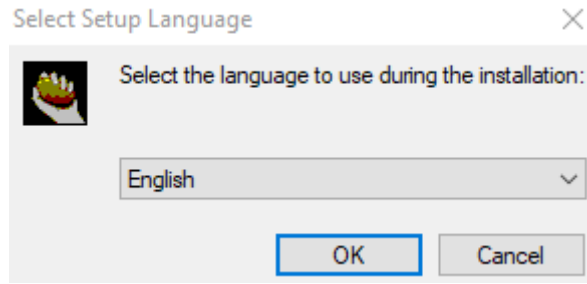 Select Setup Language
Select the language to use during the installation:
English
OK
Cancel